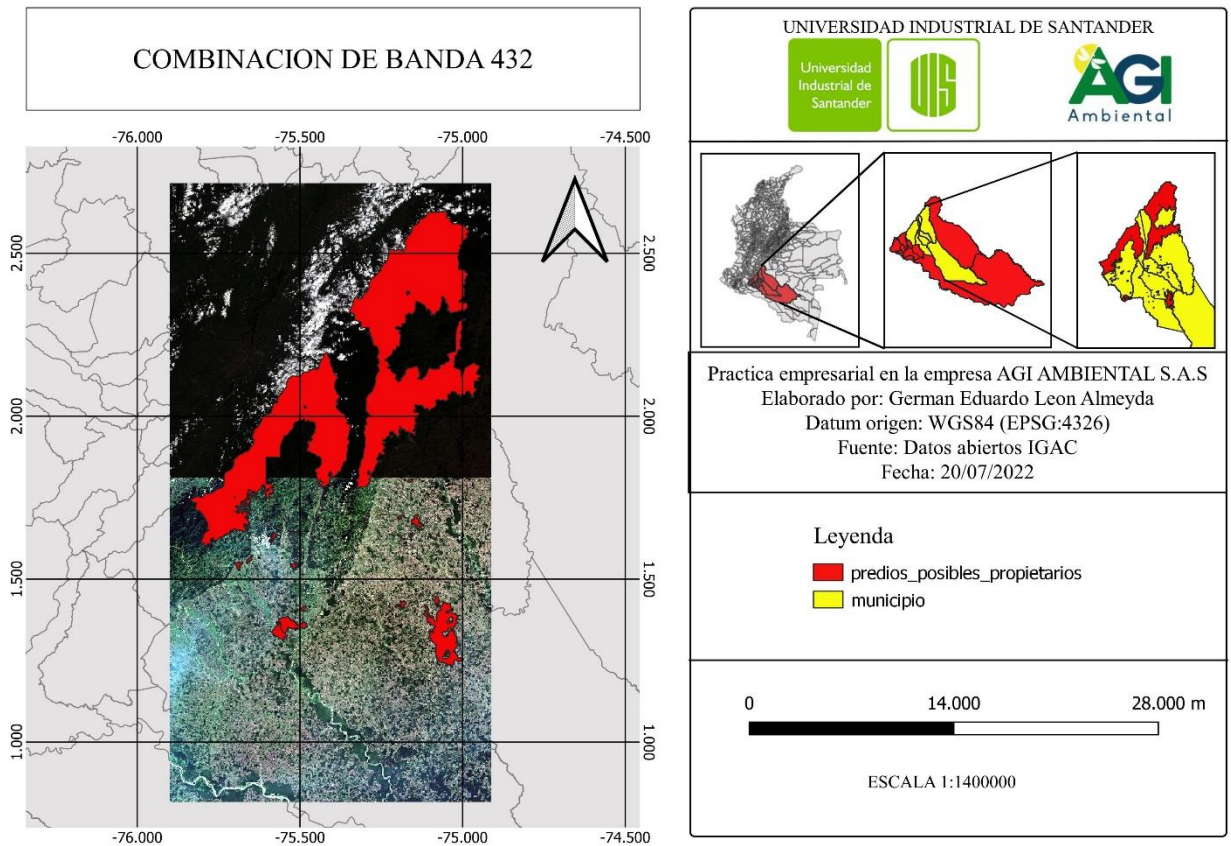 COMBINACION DE BANDA 432
-76.000
-75.500
-75.000
-74.500
2.500
2.000
1.500
1.000
2.500
2.000
1.500
1.000
-76.000
-75.500
-75.000
-74.500
UNIVERSIDAD INDUSTRIAL DE SANTANDER
Universidad
Industrial de
Santander
UIS
AGI
Ambiental
Practica empresarial en la empresa AGI AMBIENTAL S.A.S
Elaborado por: German Eduardo Leon Almeyda
Datum origen: WGS84 (EPSG:4326)
Fuente: Datos abiertos IGAC
Fecha: 20/07/2022
Leyenda
predios_posibles_propietarios
municipio
0 14.000 28.000 m
ESCALA 1:1400000